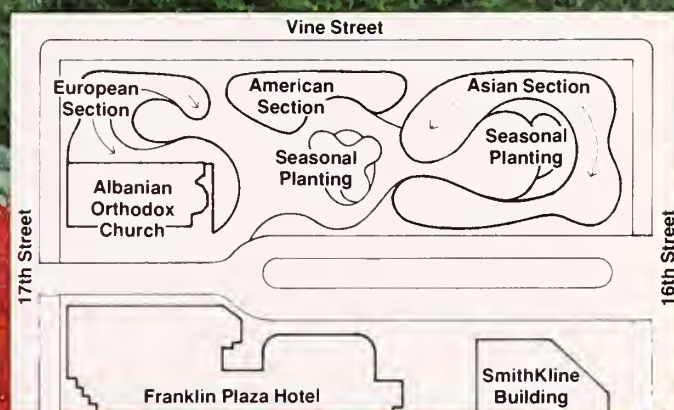 Vine Street
European
Section
American
Section
Asian Section
Seasonal
Planting
Seasonal
Planting
Albanian
Orthodox
Church
17th Street
16th Street
Franklin Plaza Hotel
SmithKline
Building